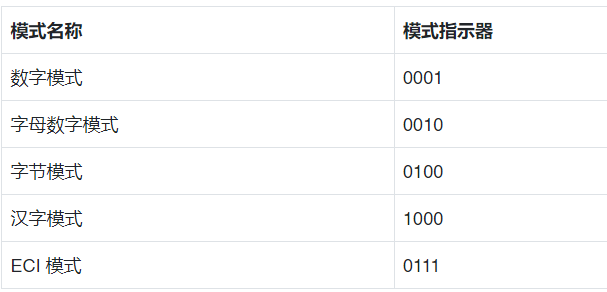 模式名称 模式指示器
数字模式 0001
字母数字模式 0010
字节模式 0100
汉字模式 1000
ECI 模式 0111